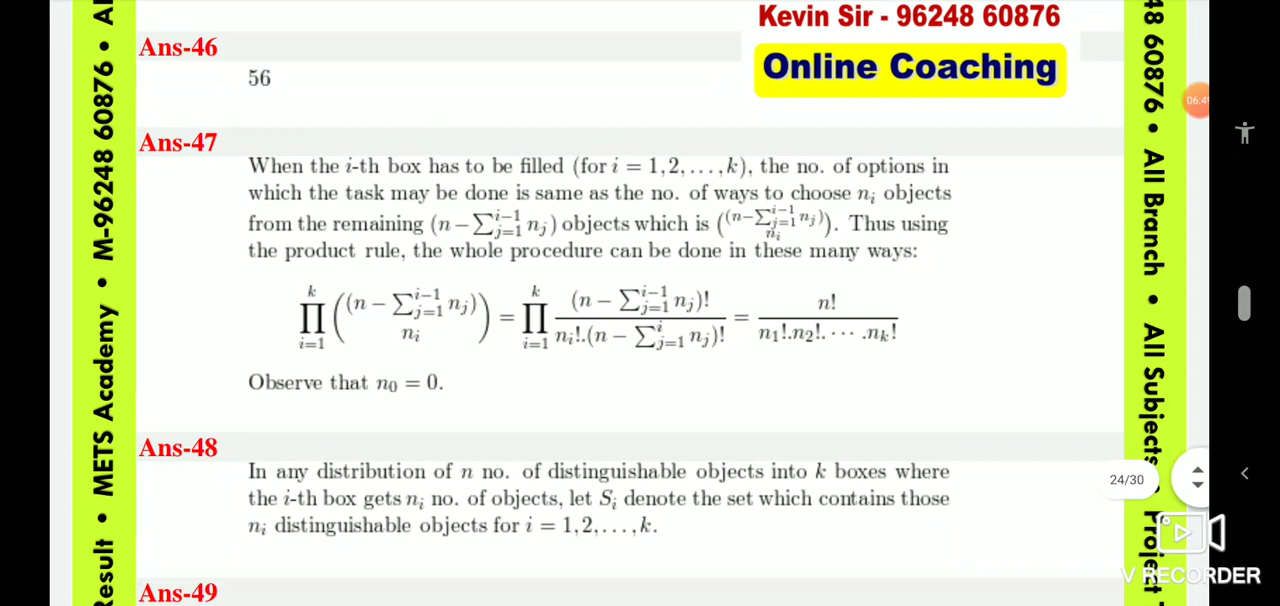 Kevin Sir - 96248 60876
Online Coaching
Ans-46
56
Ans-47
When the i-th box has to be filled (for i = 1,2,...,k), the no. of options in
which the task may be done is same as the no. of ways to choose n_i objects
from the remaining (n − ∑_{j=1}^{i−1} n_j) objects which is \binom{(n−∑_{j=1}^{i−1} n_j)}{n_i}. Thus using
the product rule, the whole procedure can be done in these many ways:
∏_{i=1}^{k} \binom{(n − ∑_{j=1}^{i−1} n_j)}{n_i} = ∏_{i=1}^{k} \frac{(n − ∑_{j=1}^{i−1} n_j)!}{n_i!.(n − ∑_{j=1}^{i} n_j)!} = \frac{n!}{n_1!.n_2!.⋯.n_k!}
Observe that n_0 = 0.
Ans-48
In any distribution of n no. of distinguishable objects into k boxes where
the i-th box gets n_i no. of objects, let S_i denote the set which contains those
n_i distinguishable objects for i = 1,2,...,k.
Ans-49
Result • METS Academy • M-96248 60876 •
48 60876 • All Branch • All Subjects • Project
06:4
24/30
V RECORDER